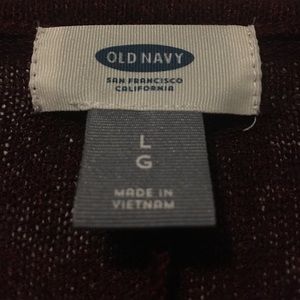 OLD NAVY
SAN FRANCISCO
CALIFORNIA
L
G
MADE IN
VIETNAM